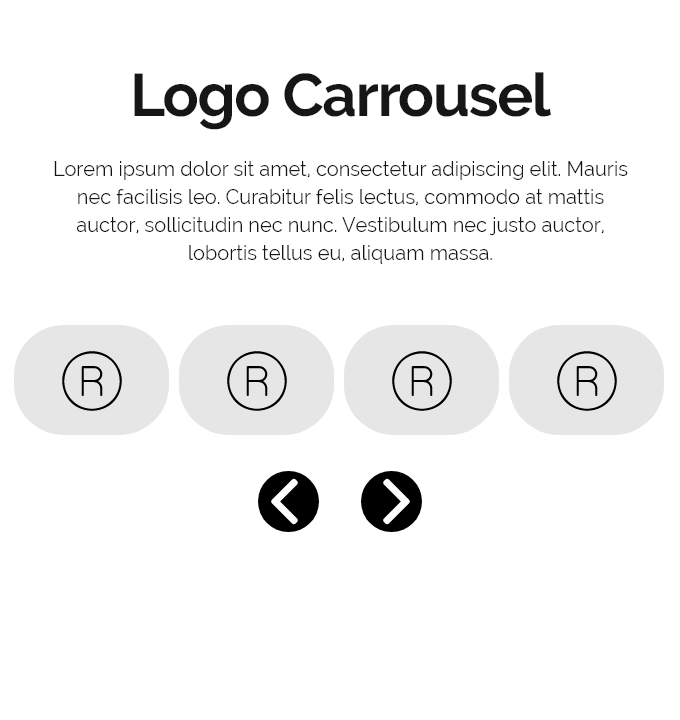 Logo Carrousel
Lorem ipsum dolor sit amet, consectetur adipiscing elit. Mauris
nec facilisis leo. Curabitur felis lectus, commodo at mattis
auctor, sollicitudin nec nunc. Vestibulum nec justo auctor,
lobortis tellus eu, aliquam massa.
R R R R